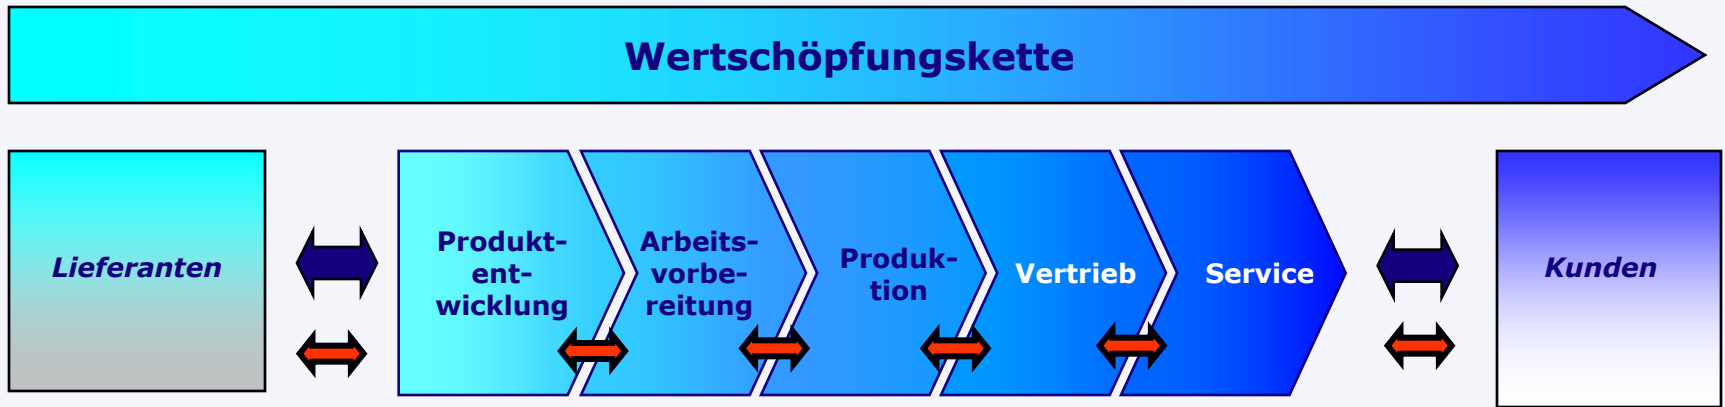 Wertschöpfungskette
Lieferanten
Produkt-
ent-
wicklung
Arbeits-
vorbe-
reitung
Produk-
tion
Vertrieb
Service
Kunden